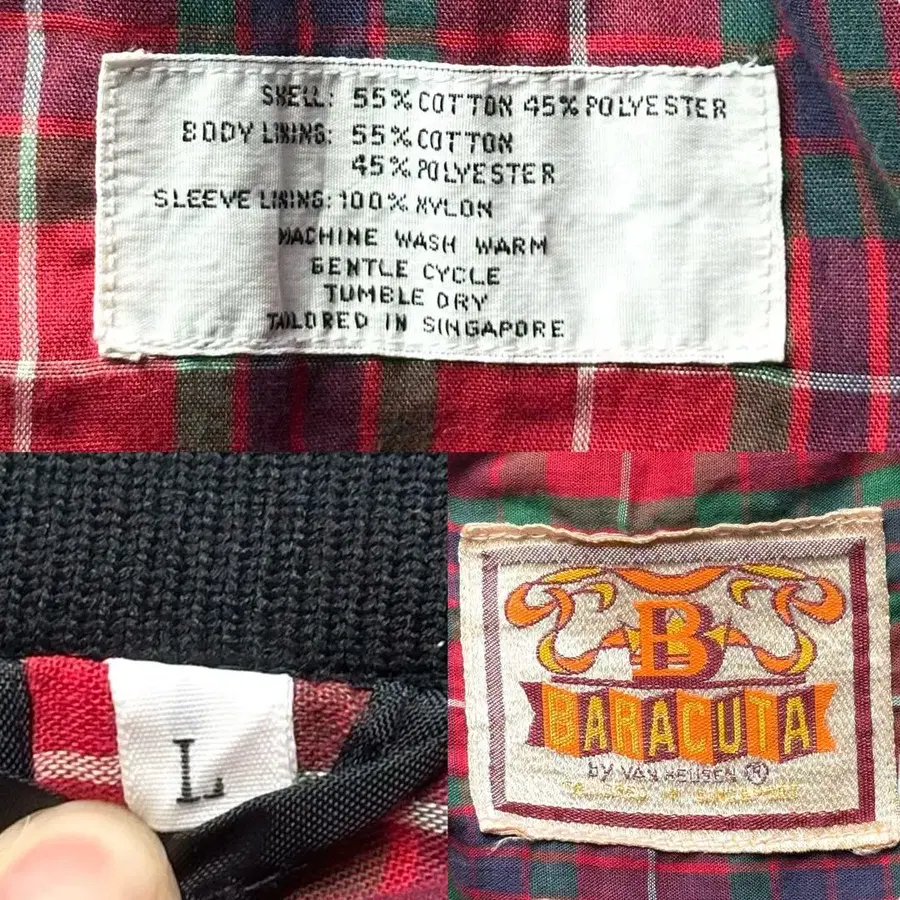 SHELL: 55% COTTON 45% POLYESTER
BODY LINING: 55% COTTON
45% POLYESTER
SLEEVE LINING: 100% NYLON
MACHINE WASH WARM
GENTLE CYCLE
TUMBLE DRY
TAILORED IN SINGAPORE
L
B
BARACUTA
by VAN HEUSEN ®